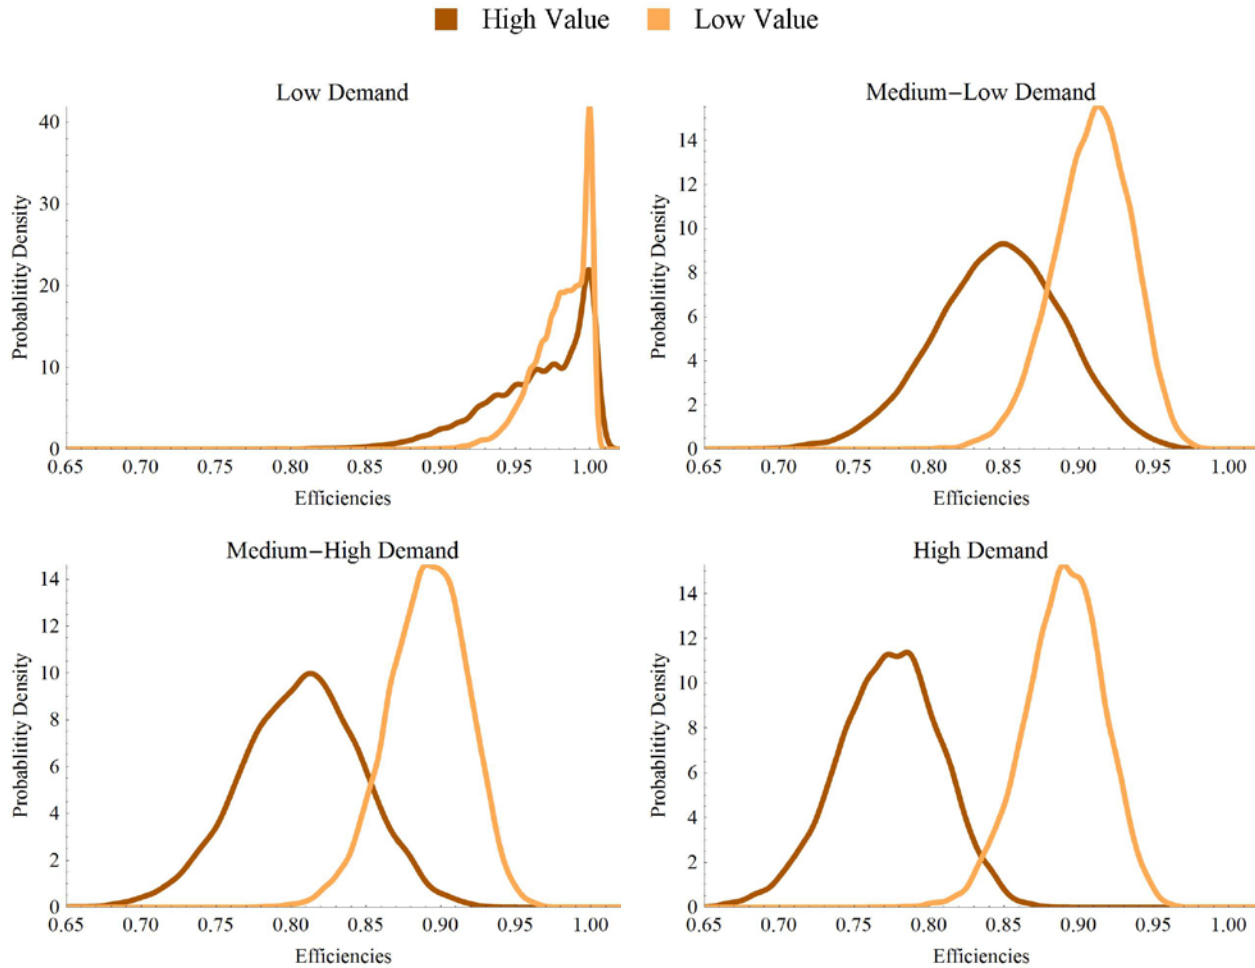 High Value Low Value
Low Demand
Probablitity Density
40
30
20
10
0
0.65 0.70 0.75 0.80 0.85 0.90 0.95 1.00
Efficiencies
Medium−Low Demand
Probablitity Density
14
12
10
8
6
4
2
0
0.65 0.70 0.75 0.80 0.85 0.90 0.95 1.00
Efficiencies
Medium−High Demand
Probablitity Density
14
12
10
8
6
4
2
0
0.65 0.70 0.75 0.80 0.85 0.90 0.95 1.00
Efficiencies
High Demand
Probablitity Density
14
12
10
8
6
4
2
0
0.65 0.70 0.75 0.80 0.85 0.90 0.95 1.00
Efficiencies